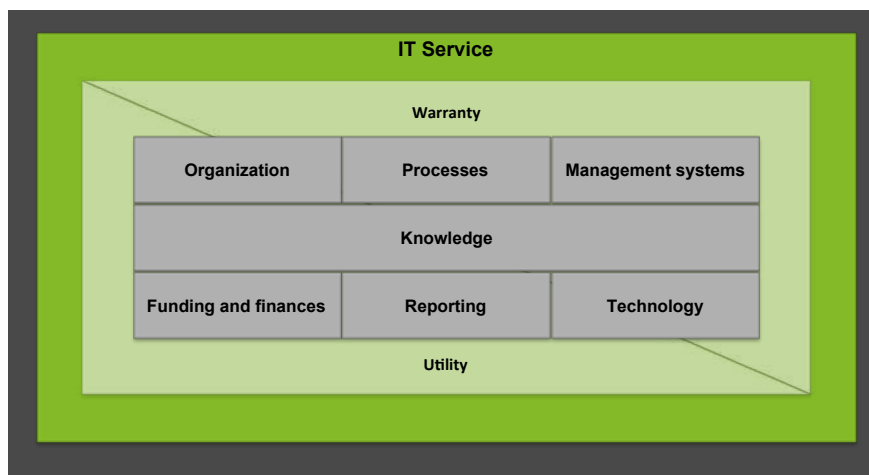 IT Service
Warranty
Organization Processes Management systems
Knowledge
Funding and finances Reporting Technology
Utility